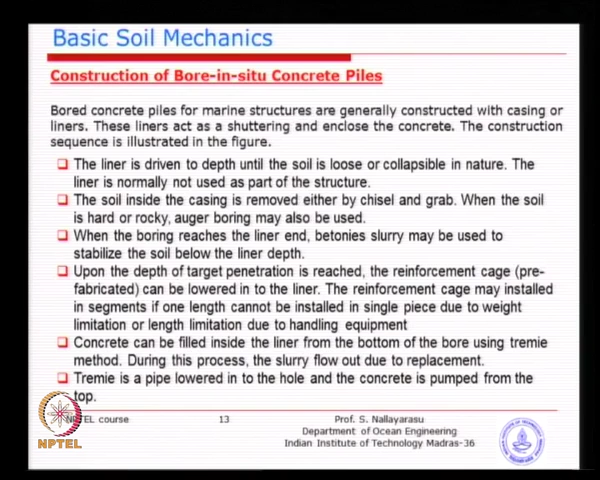 Basic Soil Mechanics
Construction of Bore-in-situ Concrete Piles
Bored concrete piles for marine structures are generally constructed with casing or
liners. These liners act as a shuttering and enclose the concrete. The construction
sequence is illustrated in the figure.
The liner is driven to depth until the soil is loose or collapsible in nature. The
liner is normally not used as part of the structure.
The soil inside the casing is removed either by chisel and grab. When the soil
is hard or rocky, auger boring may also be used.
When the boring reaches the liner end, betonies slurry may be used to
stabilize the soil below the liner depth.
Upon the depth of target penetration is reached, the reinforcement cage (pre-
fabricated) can be lowered in to the liner. The reinforcement cage may installed
in segments if one length cannot be installed in single piece due to weight
limitation or length limitation due to handling equipment
Concrete can be filled inside the liner from the bottom of the bore using tremie
method. During this process, the slurry flow out due to replacement.
Tremie is a pipe lowered in to the hole and the concrete is pumped from the
top.
NPTEL course 13 Prof. S. Nallayarasu
Department of Ocean Engineering
Indian Institute of Technology Madras-36
NPTEL